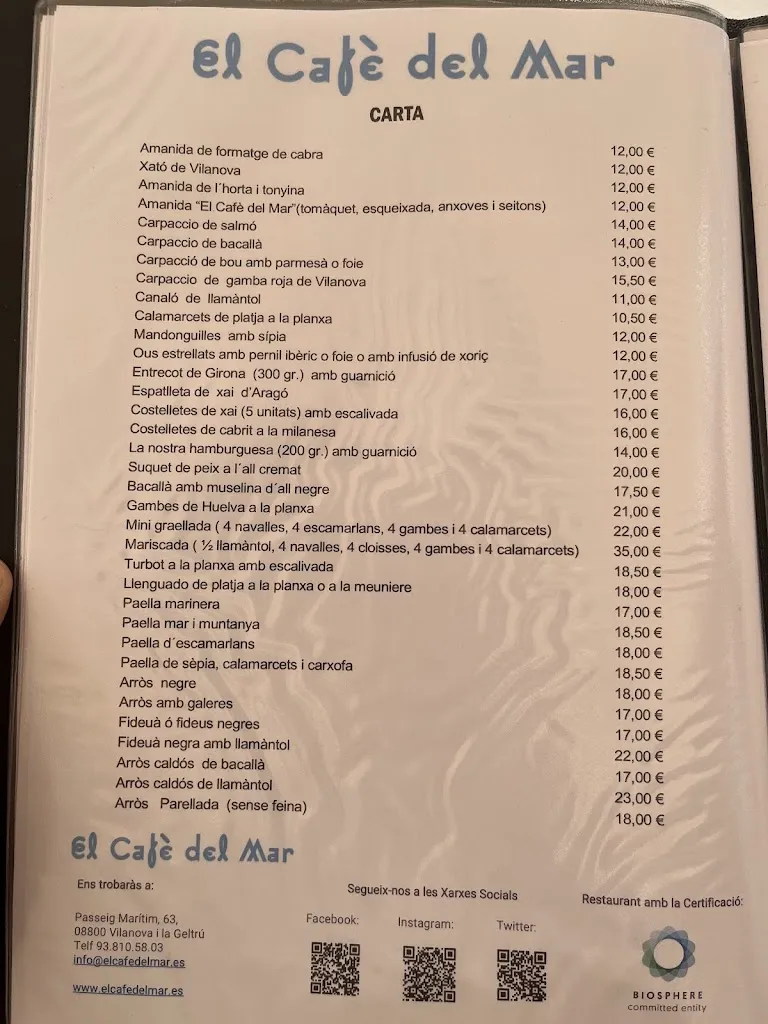 El Cafè del Mar
CARTA
Amanida de formatge de cabra 12,00 €
Xató de Vilanova 12,00 €
Amanida de l´horta i tonyina 12,00 €
Amanida “El Cafè del Mar”(tomàquet, esqueixada, anxoves i seitons) 12,00 €
Carpaccio de salmó 14,00 €
Carpaccio de bacallà 14,00 €
Carpacció de bou amb parmesà o foie 13,00 €
Carpaccio de gamba roja de Vilanova 15,50 €
Canaló de llamàntol 11,00 €
Calamarcets de platja a la planxa 10,50 €
Mandonguilles amb sípia 12,00 €
Ous estrellats amb pernil ibèric o foie o amb infusió de xoriç 12,00 €
Entrecot de Girona (300 gr.) amb guarnició 17,00 €
Espatlleta de xai d’Aragó 17,00 €
Costelletes de xai (5 unitats) amb escalivada 16,00 €
Costelletes de cabrit a la milanesa 16,00 €
La nostra hamburguesa (200 gr.) amb guarnició 14,00 €
Suquet de peix a l´all cremat 20,00 €
Bacallà amb muselina d´all negre 17,50 €
Gambes de Huelva a la planxa 21,00 €
Mini graellada ( 4 navalles, 4 escamarlans, 4 gambes i 4 calamarcets) 22,00 €
Mariscada ( ½ llamàntol, 4 navalles, 4 cloisses, 4 gambes i 4 calamarcets) 35,00 €
Turbot a la planxa amb escalivada 18,50 €
Llenguado de platja a la planxa o a la meuniere 18,00 €
Paella marinera 17,00 €
Paella mar i muntanya 18,50 €
Paella d´escamarlans 18,00 €
Paella de sèpia, calamarcets i carxofa 18,50 €
Arròs negre 18,00 €
Arròs amb galeres 17,00 €
Fideuà ó fideus negres 17,00 €
Fideuà negra amb llamàntol 22,00 €
Arròs caldós de bacallà 17,00 €
Arròs caldós de llamàntol 23,00 €
Arròs Parellada (sense feina) 18,00 €
El Cafè del Mar
Ens trobaràs a:
Passeig Marítim, 63,
08800 Vilanova i la Geltrú
Telf 93.810.58.03
info@elcafedelmar.es
www.elcafedelmar.es
Segueix-nos a les Xarxes Socials
Facebook: Instagram: Twitter:
Restaurant amb la Certificació:
BIOSPHERE
committed entity